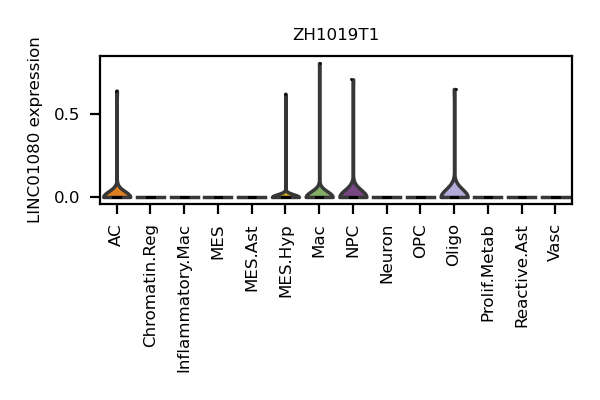 ZH1019T1
LINC01080 expression
0.5
0.0
AC
Chromatin.Reg
Inflammatory.Mac
MES
MES.Ast
MES.Hyp
Mac
NPC
Neuron
OPC
Oligo
Prolif.Metab
Reactive.Ast
Vasc